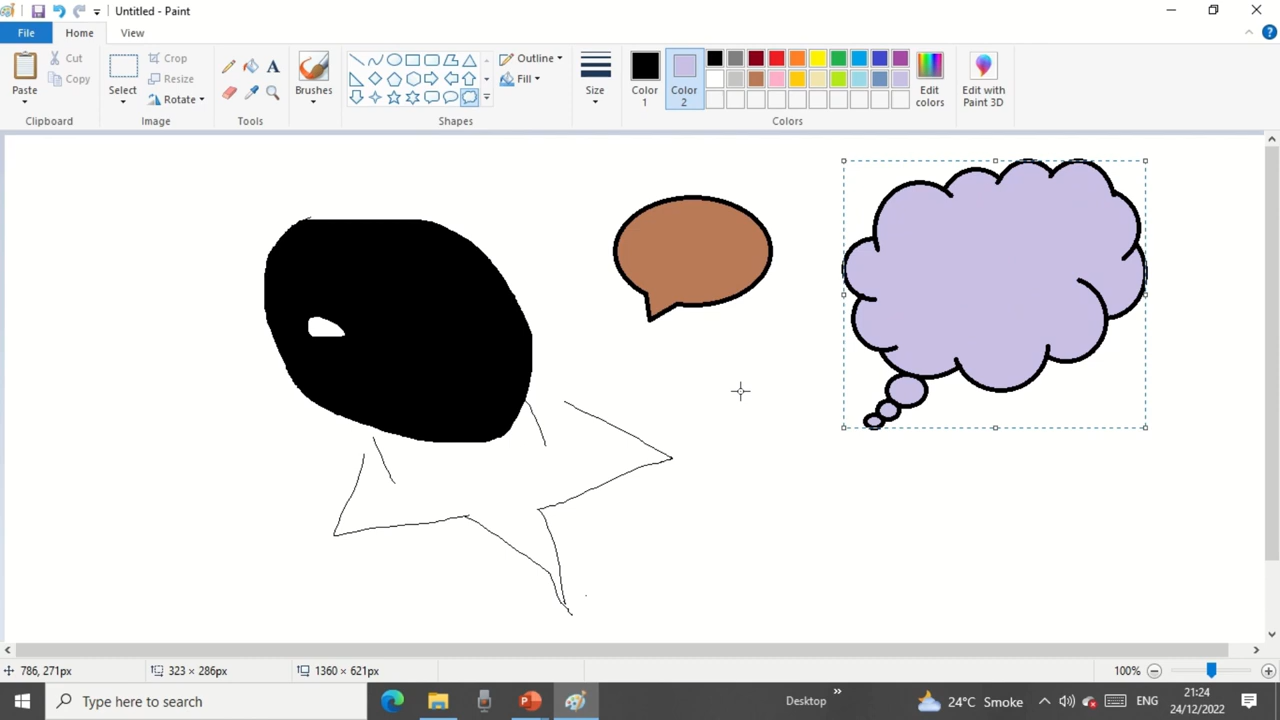 Untitled - Paint
File
Home
View
Paste
Cut
Copy
Clipboard
Select
Crop
Resize
Rotate
Image
A
Tools
Brushes
Outline
Fill
Shapes
Size
Color 1
Color 2
Edit colors
Colors
Edit with Paint 3D
786, 271px
323 × 286px
1360 × 621px
100%
Type here to search
Desktop
24°C Smoke
ENG
21:24
24/12/2022